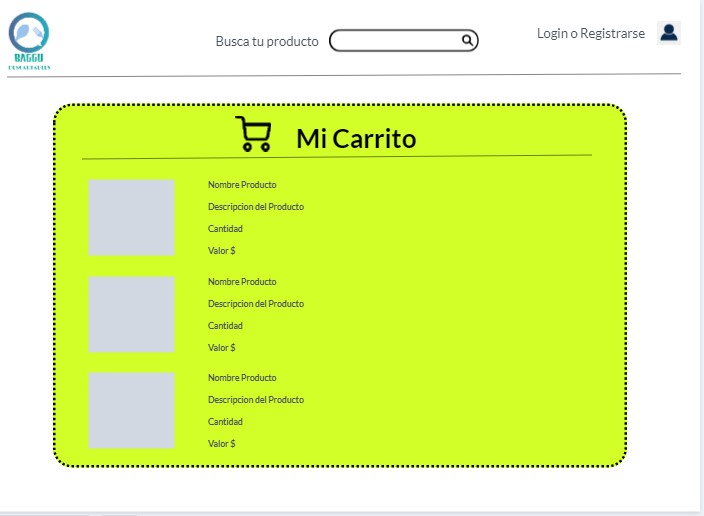 BAGGU
DESCARTABLES
Busca tu producto
Login o Registrarse
Mi Carrito
Nombre Producto
Descripcion del Producto
Cantidad
Valor $
Nombre Producto
Descripcion del Producto
Cantidad
Valor $
Nombre Producto
Descripcion del Producto
Cantidad
Valor $